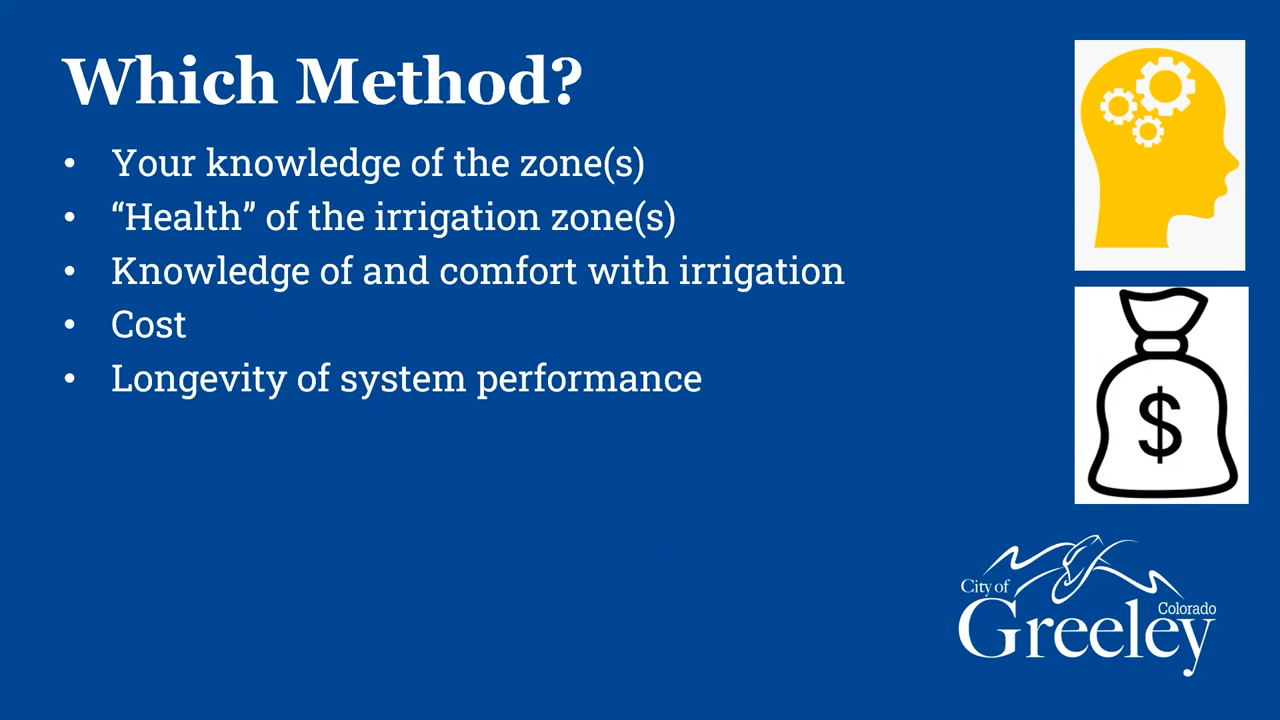 Which Method?
• Your knowledge of the zone(s)
• “Health” of the irrigation zone(s)
• Knowledge of and comfort with irrigation
• Cost
• Longevity of system performance
$
City of
Colorado
Greeley